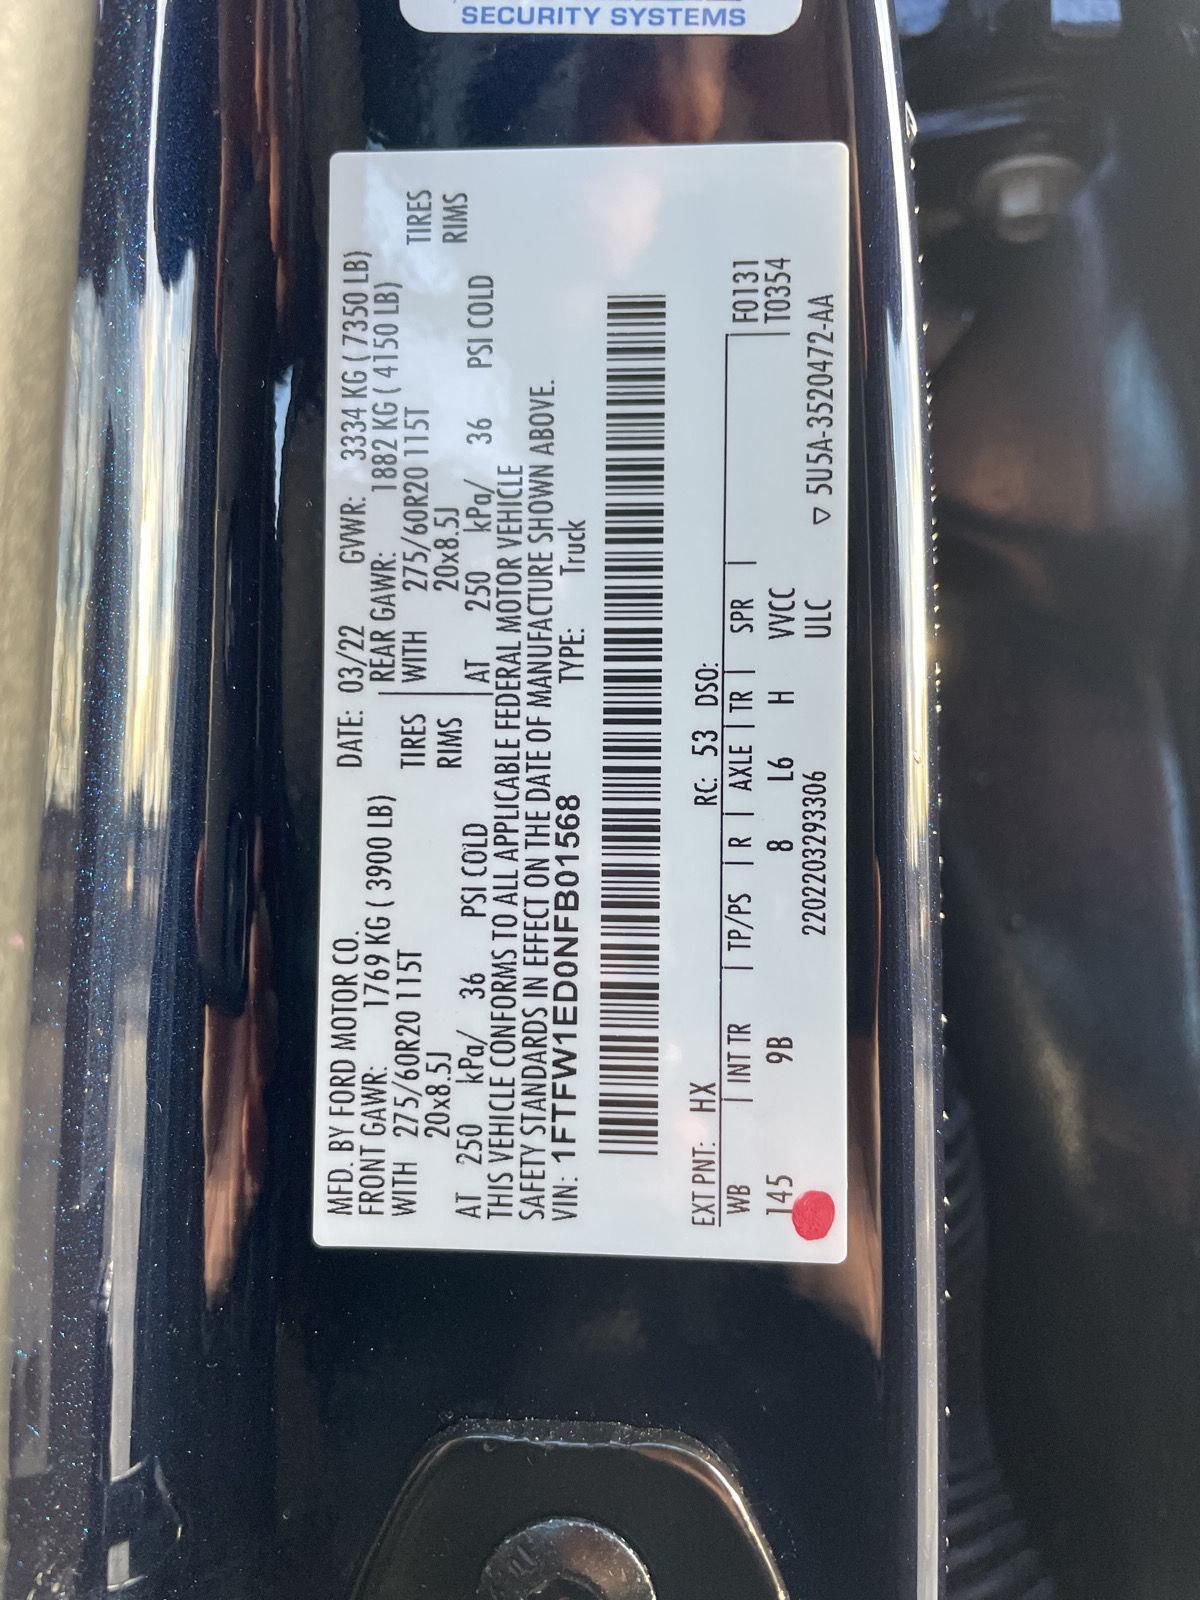 SECURITY SYSTEMS
MFD. BY FORD MOTOR CO. DATE: 03/22 GVWR: 3334 KG ( 7350 LB)
FRONT GAWR: 1769 KG ( 3900 LB) REAR GAWR: 1882 KG ( 4150 LB)
WITH 275/60R20 115T TIRES WITH 275/60R20 115T TIRES
20x8.5J RIMS 20x8.5J RIMS
AT 250 kPa/ 36 PSI COLD AT 250 kPa/ 36 PSI COLD
THIS VEHICLE CONFORMS TO ALL APPLICABLE FEDERAL MOTOR VEHICLE
SAFETY STANDARDS IN EFFECT ON THE DATE OF MANUFACTURE SHOWN ABOVE.
VIN: 1FTFW1ED0NFB01568 TYPE: Truck
EXT PNT: HX RC: 53 DSO:
WB | INT TR | TP/PS | R | AXLE | TR | SPR | F0131
145 9B 8 L6 H VVCC T0354
2202203293306 ULC ▽ 5U5A-3520472-AA